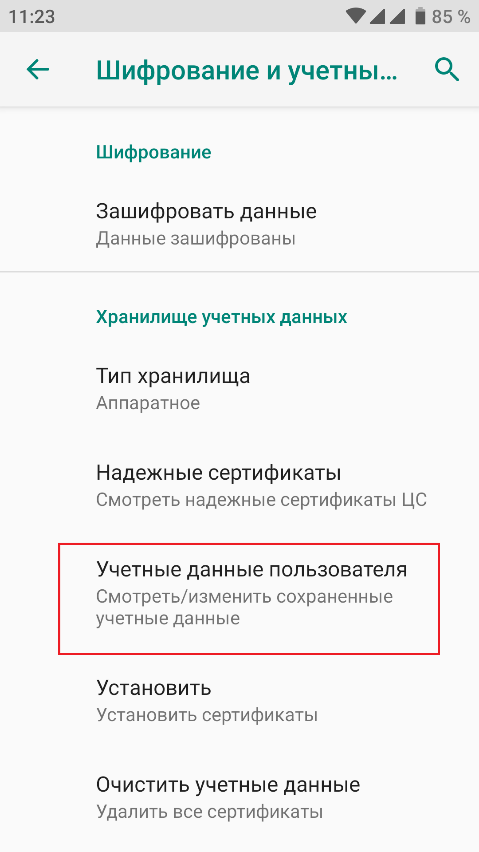 11:23 85 %
Шифрование и учетны...
Шифрование
Зашифровать данные
Данные зашифрованы
Хранилище учетных данных
Тип хранилища
Аппаратное
Надежные сертификаты
Смотреть надежные сертификаты ЦС
Учетные данные пользователя
Смотреть/изменить сохраненные
учетные данные
Установить
Установить сертификаты
Очистить учетные данные
Удалить все сертификаты